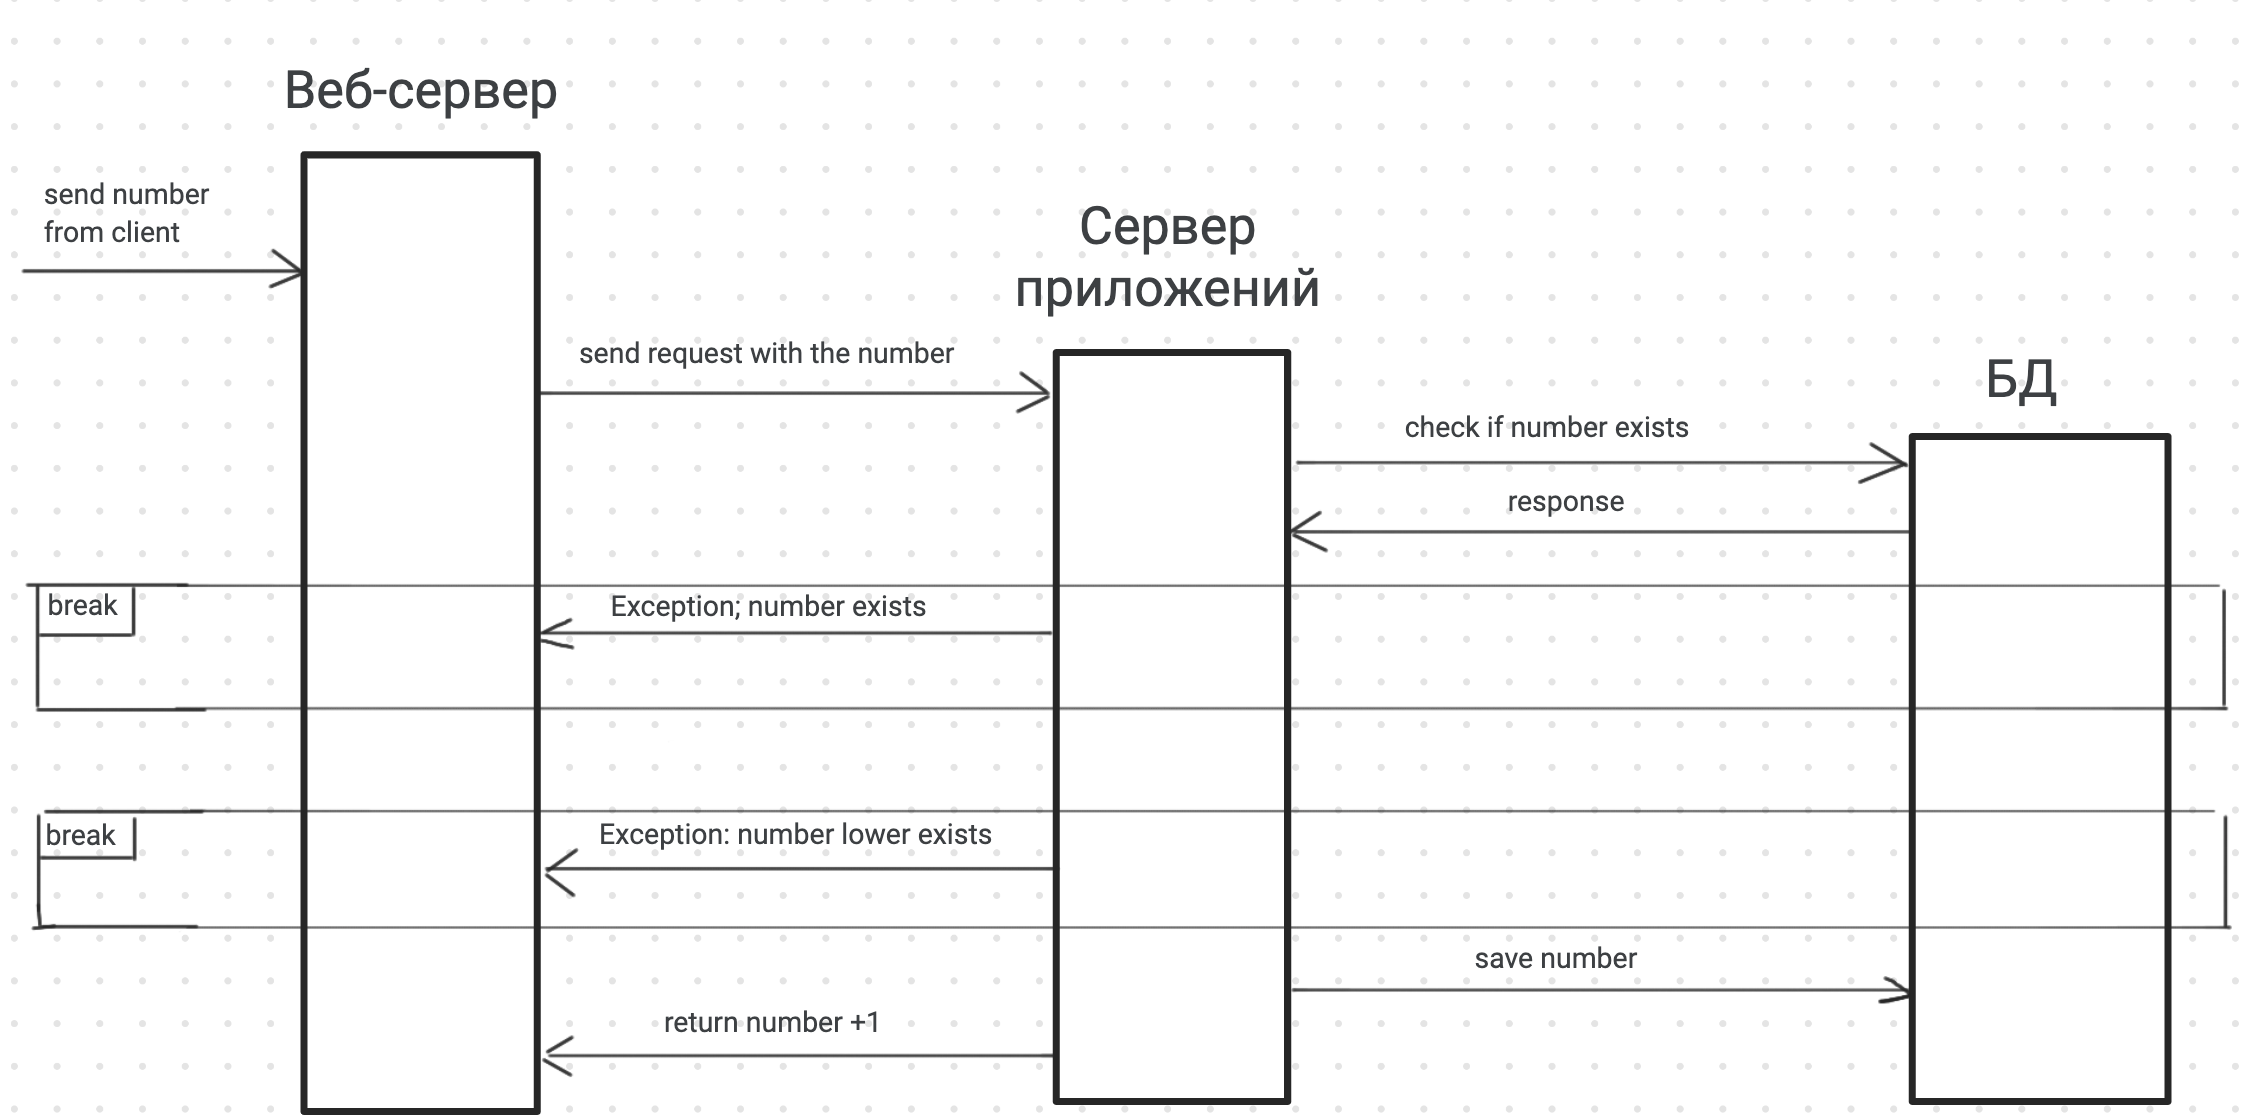 Веб-сервер
send number
from client
Сервер
приложений
send request with the number
БД
check if number exists
response
break
Exception; number exists
break
Exception: number lower exists
save number
return number +1